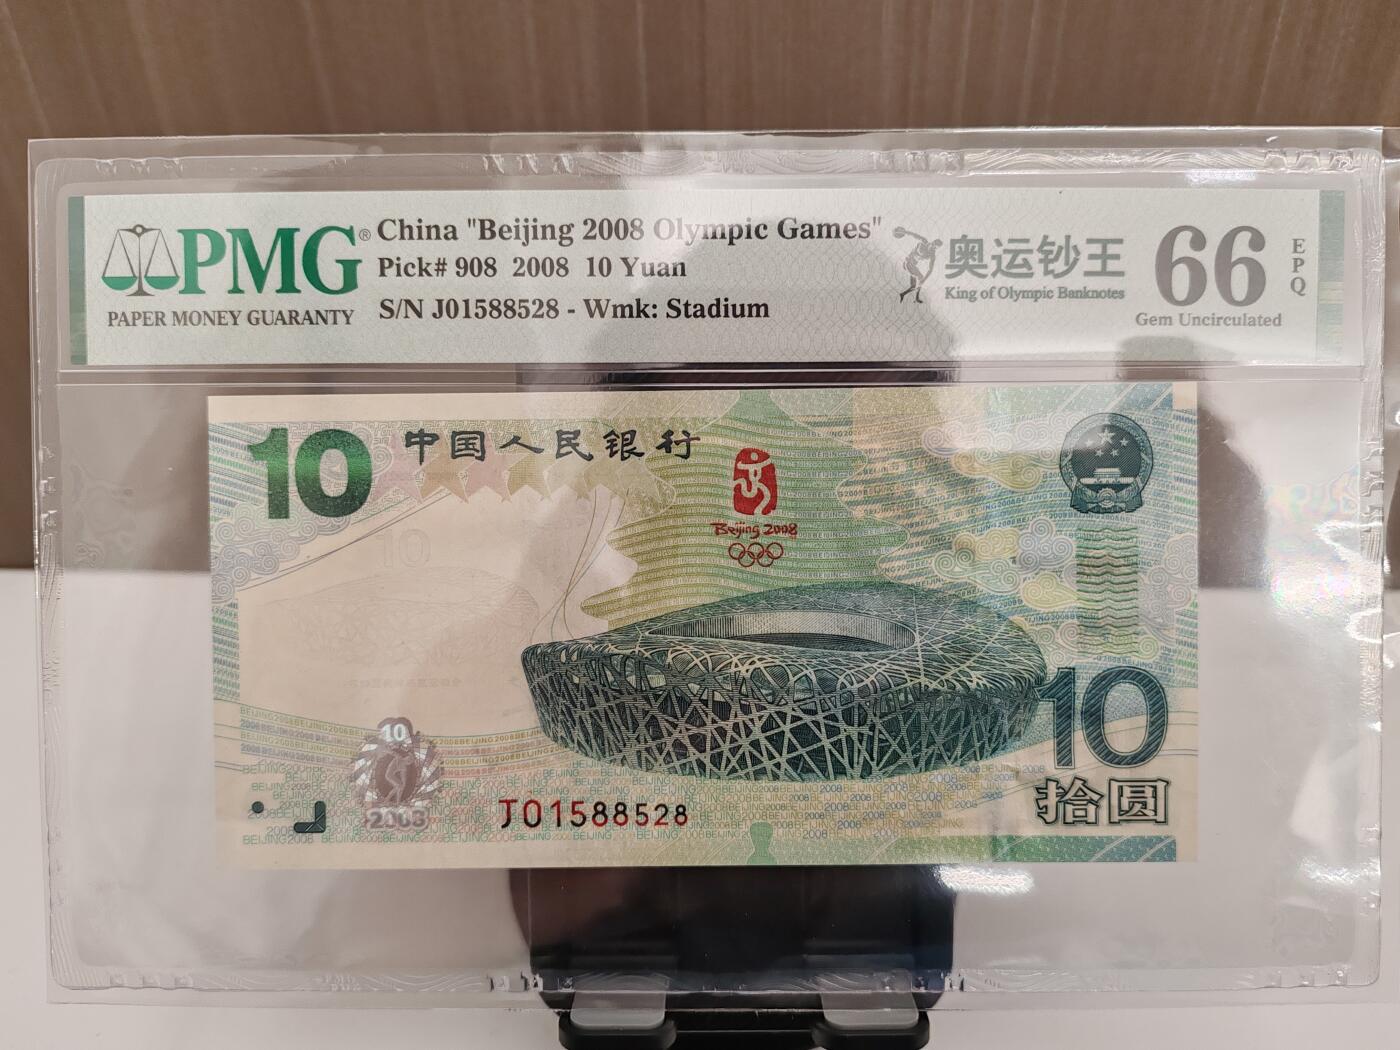 PMG®
PAPER MONEY GUARANTY
China "Beijing 2008 Olympic Games"
Pick# 908 2008 10 Yuan
S/N J01588528 - Wmk: Stadium
奥运钞王
King of Olympic Banknotes
66
EPQ
Gem Uncirculated
10
中国人民银行
Beijing 2008
10
10
2008
J01588528
10
拾圆